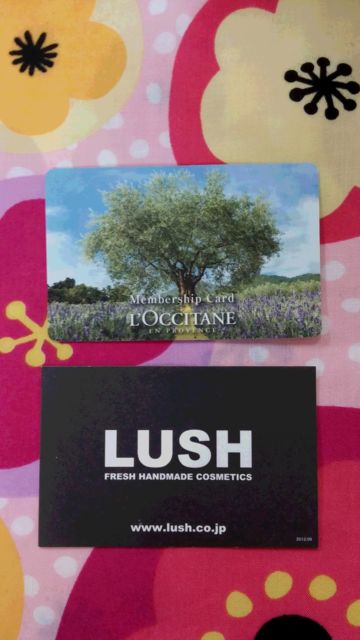 Membership Card
L'OCCITANE
EN PROVENCE
LUSH
FRESH HANDMADE COSMETICS
www.lush.co.jp